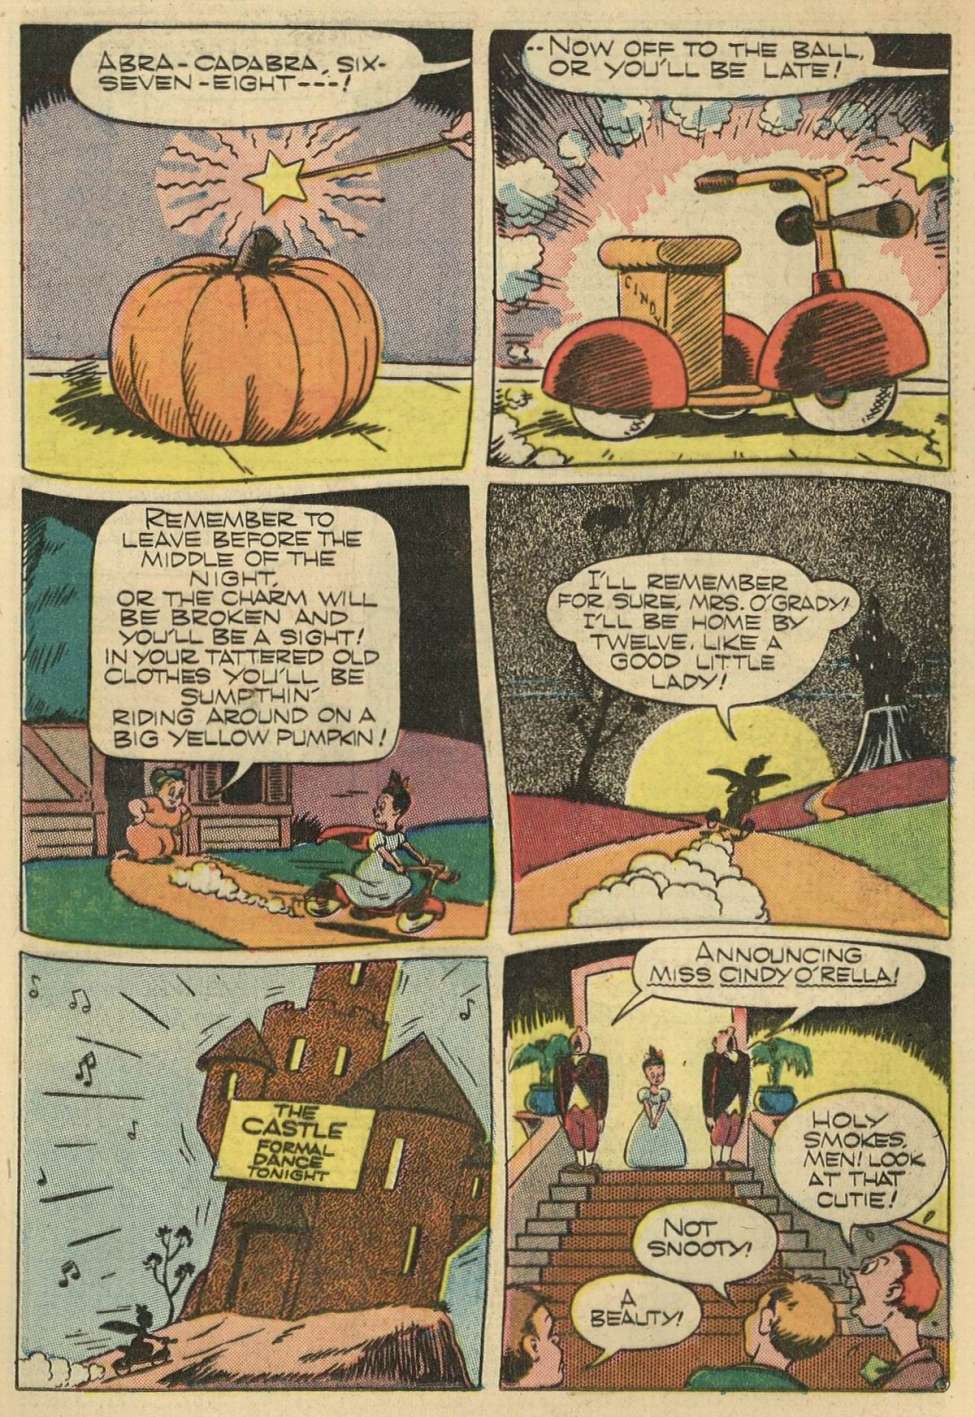 ABRA-CADABRA, SIX-
SEVEN-EIGHT---!
--NOW OFF TO THE BALL,
OR YOU'LL BE LATE!
CINDY
REMEMBER TO
LEAVE BEFORE THE
MIDDLE OF THE
NIGHT,
OR THE CHARM WILL
BE BROKEN AND
YOU'LL BE A SIGHT!
IN YOUR TATTERED OLD
CLOTHES YOU'LL BE
SUMPTHIN'
RIDING AROUND ON A
BIG YELLOW PUMPKIN!
I'LL REMEMBER
FOR SURE, MRS. O'GRADY!
I'LL BE HOME BY
TWELVE, LIKE A
GOOD LITTLE
LADY!
THE
CASTLE
FORMAL
DANCE
TONIGHT
ANNOUNCING
MISS CINDY O'RELLA!
HOLY
SMOKES,
MEN! LOOK
AT THAT
CUTIE!
NOT
SNOOTY!
A
BEAUTY!